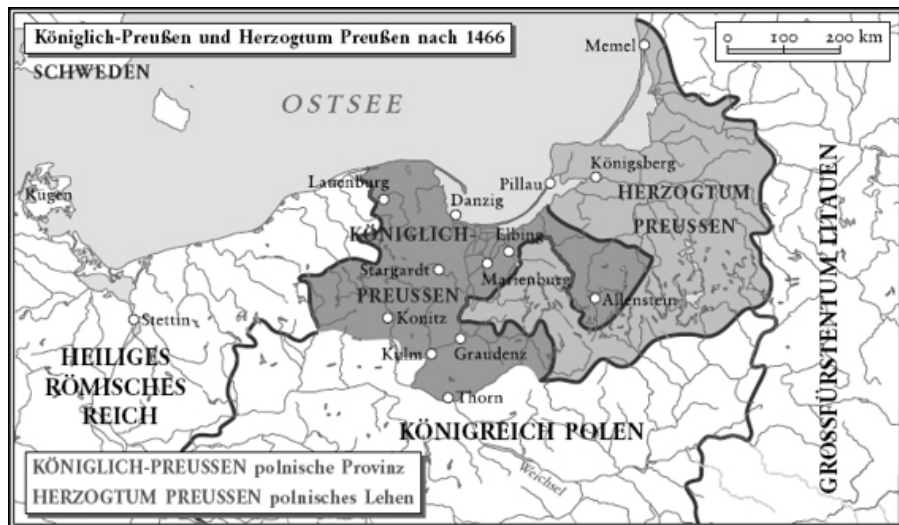 Königlich-Preußen und Herzogtum Preußen nach 1466
0 100 200 km
Memel
SCHWEDEN
OSTSEE
Rügen
Lauenburg
Danzig
Pillau
Königsberg
HERZOGTUM
PREUSSEN
KÖNIGLICH-
PREUSSEN
Elbing
Stargardt
Marienburg
Allenstein
Stettin
Konitz
Kulm
Graudenz
Thorn
HEILIGES
RÖMISCHES
REICH
KÖNIGREICH POLEN
GROSSFÜRSTENTUM LITAUEN
Weichsel
KÖNIGLICH-PREUSSEN polnische Provinz
HERZOGTUM PREUSSEN polnisches Lehen